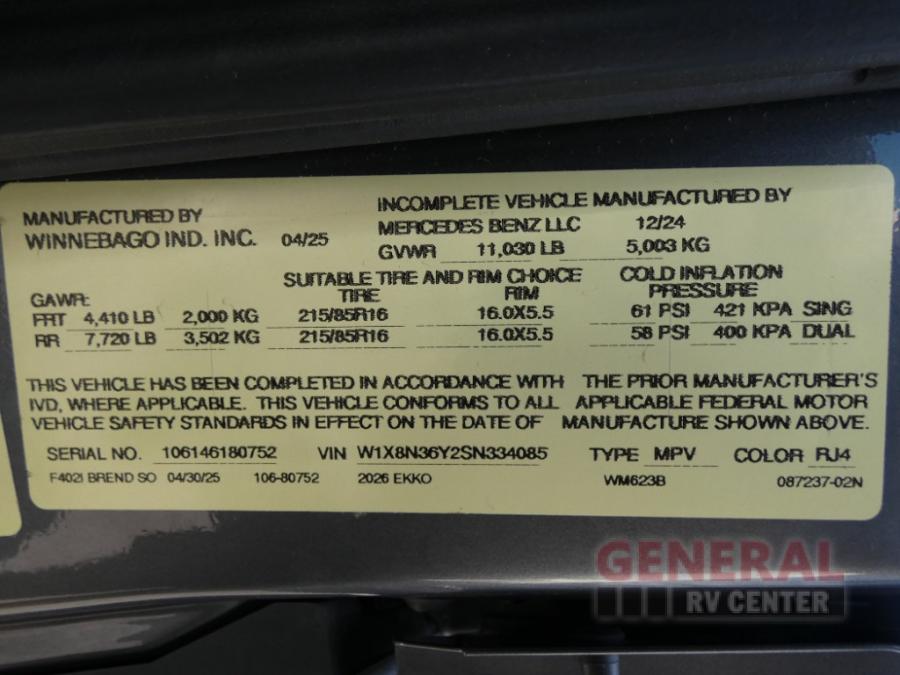 MANUFACTURED BY
WINNEBAGO IND. INC. 04/25
INCOMPLETE VEHICLE MANUFACTURED BY
MERCEDES BENZ LLC 12/24
GVWR 11,030 LB 5,003 KG
SUITABLE TIRE AND RIM CHOICE COLD INFLATION
GAWR: TIRE RIM PRESSURE
FRT 4,410 LB 2,000 KG 215/85R16 16.0X5.5 61 PSI 421 KPA SING
RR 7,720 LB 3,502 KG 215/85R16 16.0X5.5 58 PSI 400 KPA DUAL
THIS VEHICLE HAS BEEN COMPLETED IN ACCORDANCE WITH THE PRIOR MANUFACTURER'S
IVD, WHERE APPLICABLE. THIS VEHICLE CONFORMS TO ALL APPLICABLE FEDERAL MOTOR
VEHICLE SAFETY STANDARDS IN EFFECT ON THE DATE OF MANUFACTURE SHOWN ABOVE.
SERIAL NO. 106146180752 VIN W1X8N36Y2SN334085 TYPE MPV COLOR RJ4
F402I BREND SO 04/30/25 106-80752 2026 EKKO WM623B 087237-02N
GENERAL
RV CENTER